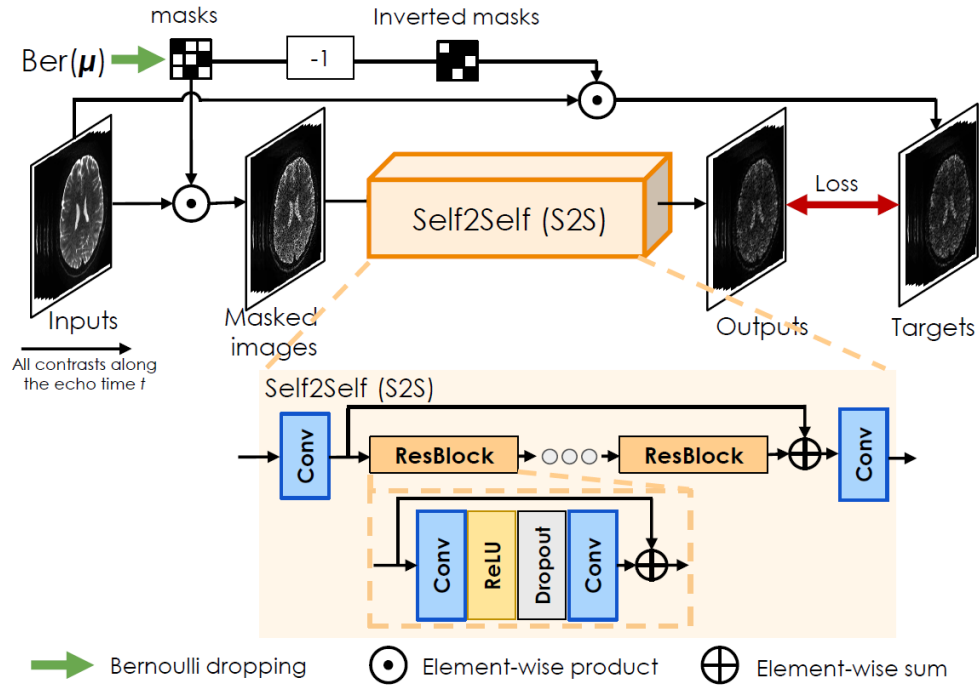 masks
Inverted masks
Ber(μ)
-1
Self2Self (S2S)
Loss
Inputs
Masked
images
Outputs
Targets
All contrasts along
the echo time t
Self2Self (S2S)
Conv
ResBlock
ResBlock
Conv
Conv
ReLU
Dropout
Conv
Bernoulli dropping
Element-wise product
Element-wise sum